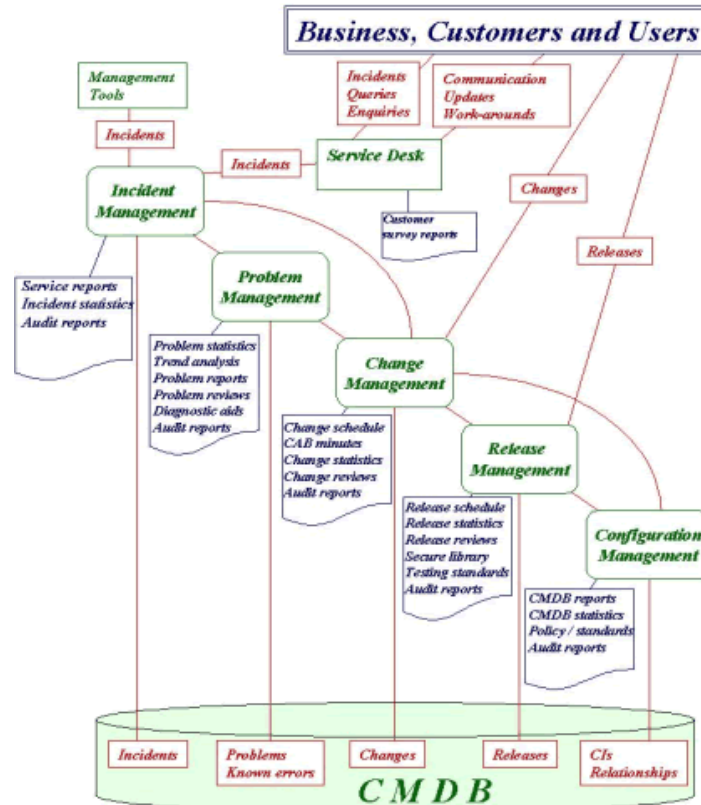 Business, Customers and Users
Management
Tools
Incidents
Queries
Enquiries
Communication
Updates
Work-arounds
Incidents
Incidents
Service Desk
Incident
Management
Changes
Customer
survey reports
Releases
Service reports
Incident statistics
Audit reports
Problem
Management
Problem statistics
Trend analysis
Problem reports
Problem reviews
Diagnostic aids
Audit reports
Change
Management
Change schedule
CAB minutes
Change statistics
Change reviews
Audit reports
Release
Management
Release schedule
Release statistics
Release reviews
Secure library
Testing standards
Audit reports
Configuration
Management
CMDB reports
CMDB statistics
Policy / standards
Audit reports
Incidents
Problems
Known errors
Changes
Releases
CIs
Relationships
C M D B